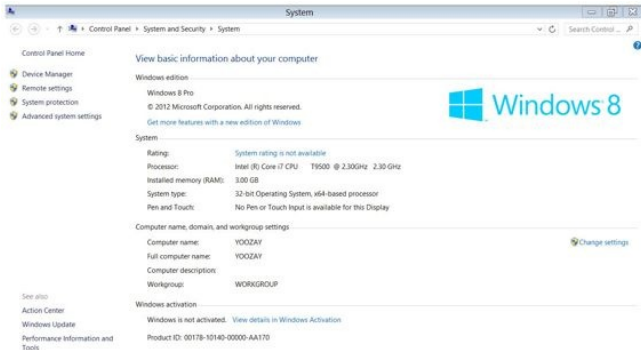 System
Control Panel ▸ System and Security ▸ System
Search Control ...
Control Panel Home
Device Manager
Remote settings
System protection
Advanced system settings
View basic information about your computer
Windows edition
Windows 8 Pro
© 2012 Microsoft Corporation. All rights reserved.
Get more features with a new edition of Windows
Windows 8
System
Rating: System rating is not available
Processor: Intel (R) Core i7 CPU T9500 @ 2.30GHz 2.30 GHz
Installed memory (RAM): 3.00 GB
System type: 32-bit Operating System, x64-based processor
Pen and Touch: No Pen or Touch Input is available for this Display
Computer name, domain, and workgroup settings
Computer name: YOOZAY
Change settings
Full computer name: YOOZAY
Computer description:
Workgroup: WORKGROUP
Windows activation
Windows is not activated. View details in Windows Activation
Product ID: 00178-10140-00000-AA170
See also
Action Center
Windows Update
Performance Information and
Tools